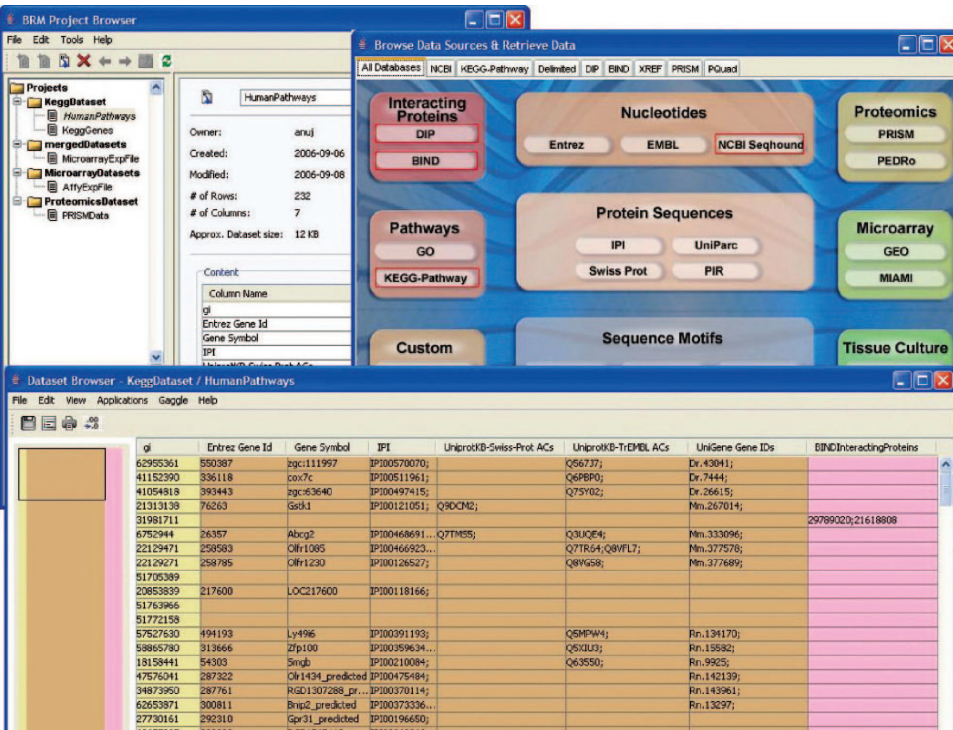 BRM Project Browser
File Edit Tools Help
Projects
KeggDataset
HumanPathways
KeggGenes
mergedDatasets
MicroarrayExpFile
MicroarrayDatasets
AffyExpFile
ProteomicsDataset
PRISMData
HumanPathways
Owner: anuj
Created: 2006-09-06
Modified: 2006-09-08
# of Rows: 232
# of Columns: 7
Approx. Dataset size: 12 KB
Content
Column Name
gi
Entrez Gene Id
Gene Symbol
IPI
Browse Data Sources & Retrieve Data
All Databases NCBI KEGG-Pathway Delimited DIP BIND XREF PRISM PQuad
Interacting Proteins
DIP
BIND
Nucleotides
Entrez EMBL NCBI Seqhound
Proteomics
PRISM
PEDRo
Pathways
GO
KEGG-Pathway
Protein Sequences
IPI UniParc
Swiss Prot PIR
Microarray
GEO
MIAMI
Custom
Sequence Motifs
Tissue Culture
Dataset Browser - KeggDataset / HumanPathways
File Edit View Applications Gaggle Help
gi Entrez Gene Id Gene Symbol IPI UniprotKB-Swiss-Prot ACs UniprotKB-TrEMBL ACs UniGene Gene IDs BINDInteractingProteins
62955361 550387 zgc:111997 IPI00570070; Q56737; Dr.43041;
41152390 336118 cox7c IPI00511961; Q6PBP0; Dr.7444;
41054818 393443 zgc:63640 IPI00497415; Q75Y02; Dr.26615;
21313138 76263 Gstk1 IPI00121051; Q9DCM2; Mm.267014;
31981711 29789020;21618808
6752944 26357 Abcg2 IPI00468691... Q7TMS5; Q3UQE4; Mm.333096;
22129471 258583 Olfr1085 IPI00466923... Q7TR64;Q8VFL7; Mm.377578;
22129271 258785 Olfr1230 IPI00126527; Q8VG58; Mm.377689;
51705389
20853839 217600 LOC217600 IPI00118166;
51763966
51772158
57527630 494193 Ly49i6 IPI00391193; Q5MPW4; Rn.134170;
58865780 313666 Zfp100 IPI00359634... Q5XIU3; Rn.15582;
18158441 54303 Smgb IPI00210084; Q63550; Rn.9925;
47576041 287322 Olr1434_predicted IPI00475484; Rn.142139;
34873950 287761 RGD1307288_pr... IPI00370114; Rn.143961;
62653871 300811 Bnip2_predicted IPI00373336... Rn.13297;
27730161 292310 Gpr31_predicted IPI00196650;